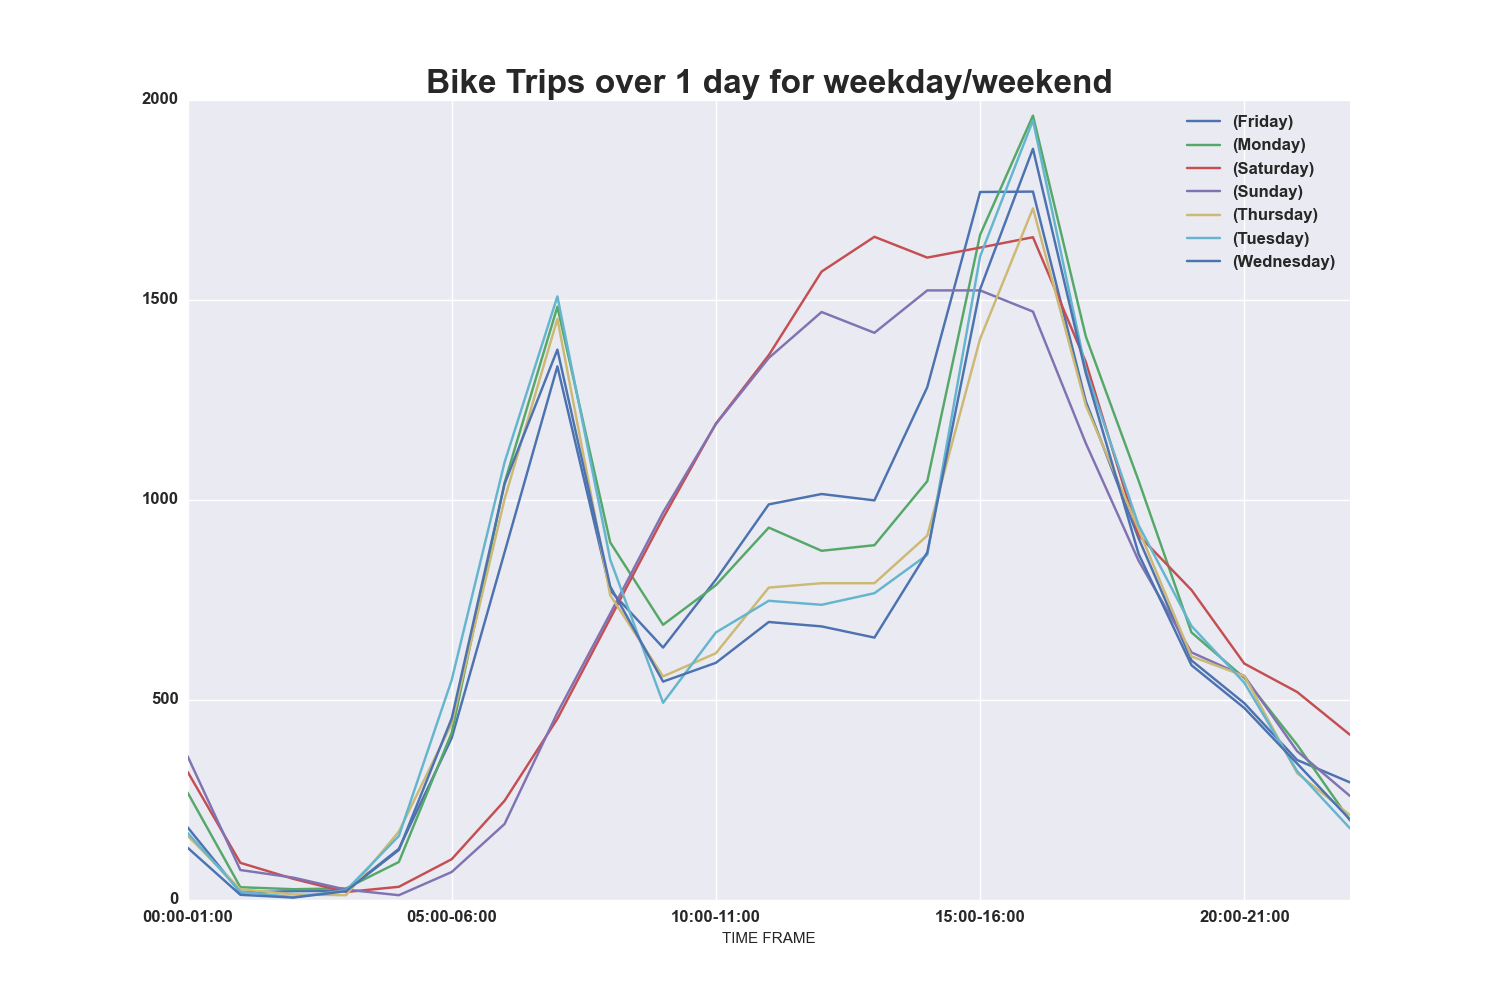 Bike Trips over 1 day for weekday/weekend
2000
1500
1000
500
0
(Friday)
(Monday)
(Saturday)
(Sunday)
(Thursday)
(Tuesday)
(Wednesday)
00:00-01:00 05:00-06:00 10:00-11:00 15:00-16:00 20:00-21:00
TIME FRAME